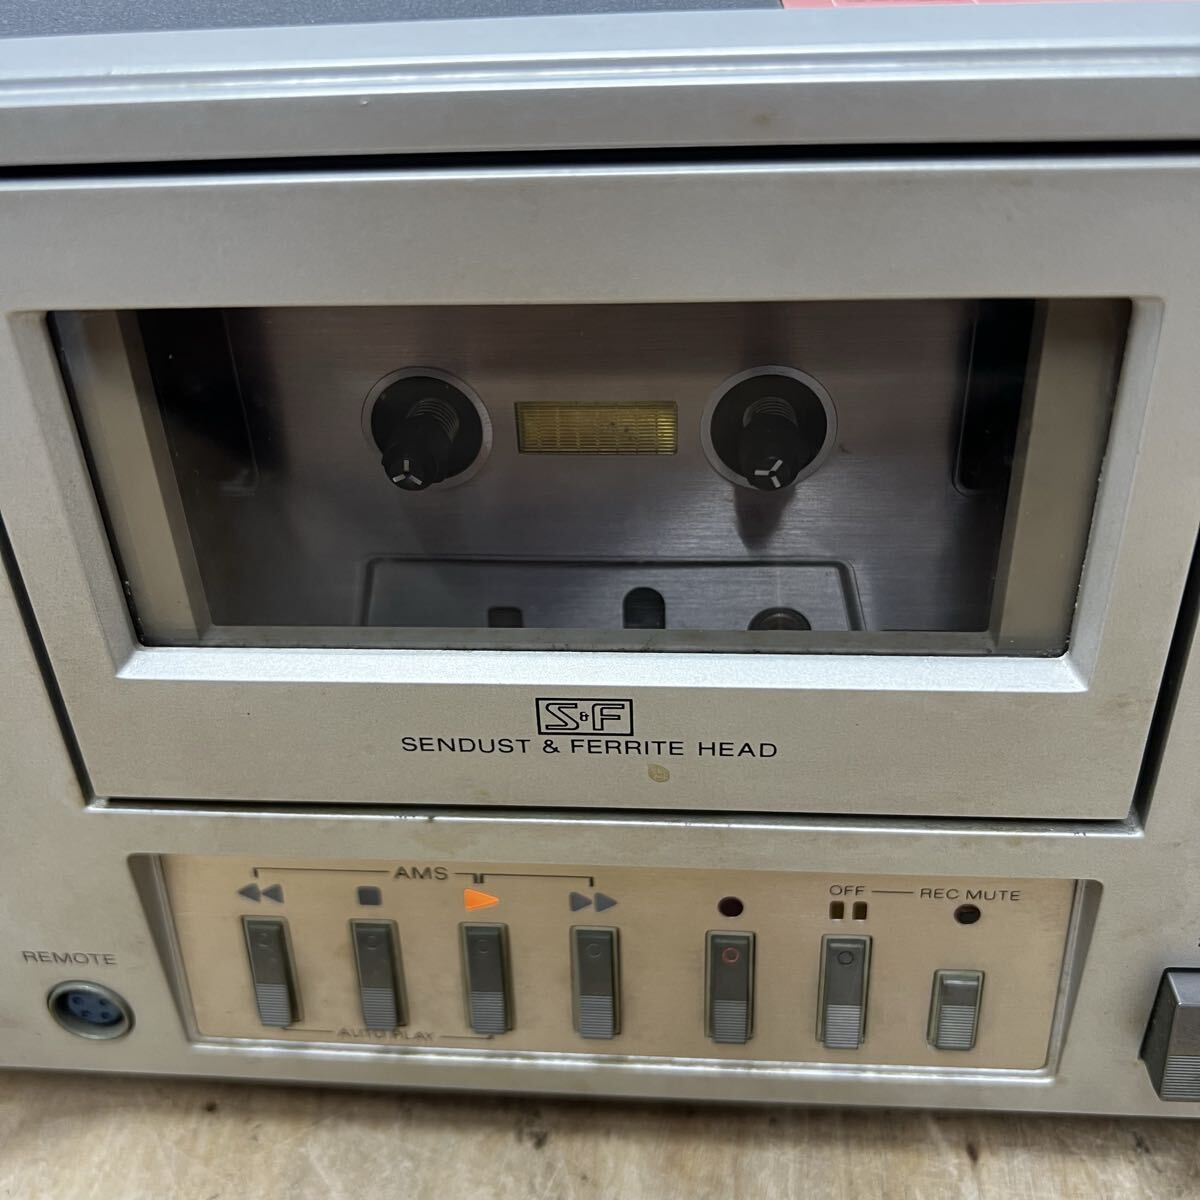 S&F
SENDUST & FERRITE HEAD
AMS
OFF REC MUTE
REMOTE
AUTO PLAY